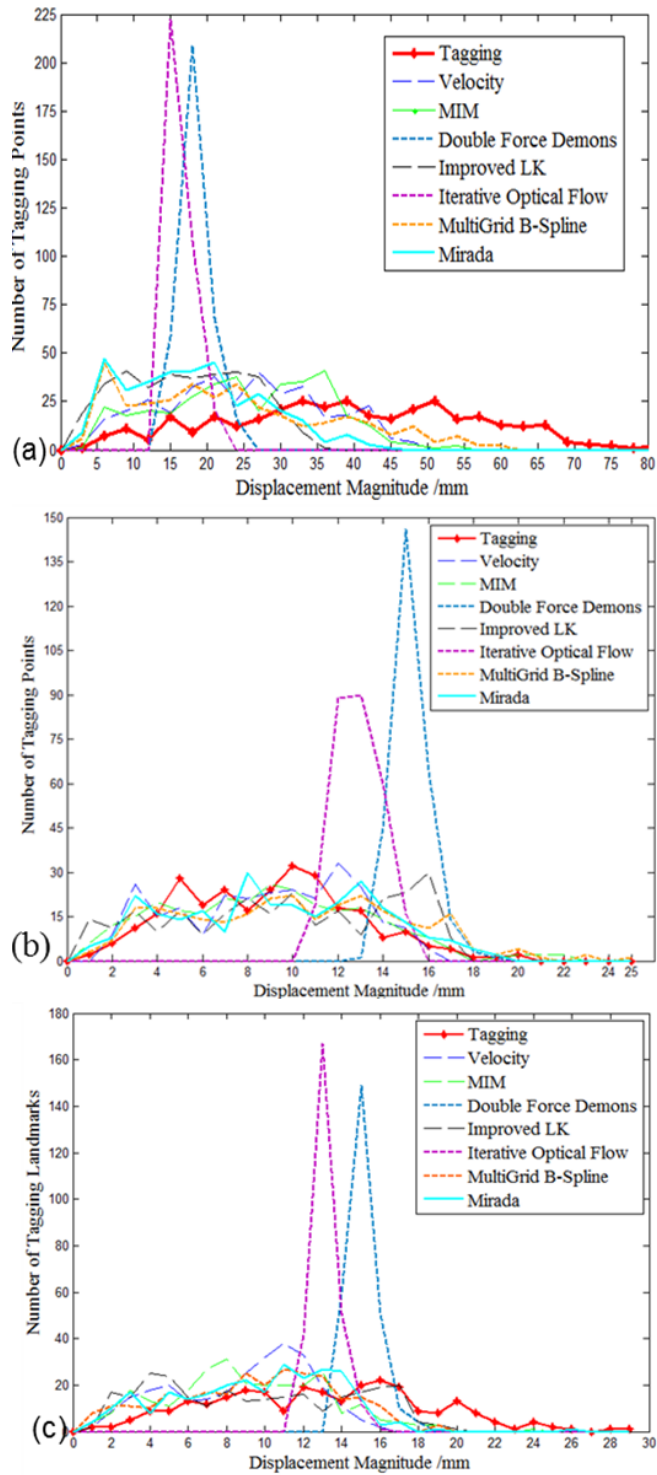 225
200
175
150
125
100
75
50
25
0
Number of Tagging Points
Tagging
Velocity
MIM
Double Force Demons
Improved LK
Iterative Optical Flow
MultiGrid B-Spline
Mirada
(a)
0 5 10 15 20 25 30 35 40 45 50 55 60 65 70 75 80
Displacement Magnitude /mm
150
135
120
105
90
75
60
45
30
15
0
Number of Tagging Points
Tagging
Velocity
MIM
Double Force Demons
Improved LK
Iterative Optical Flow
MultiGrid B-Spline
Mirada
(b)
0 2 4 6 8 10 12 14 16 18 20 22 24 25
Displacement Magnitude /mm
180
160
140
120
100
80
60
40
20
Number of Tagging Landmarks
Tagging
Velocity
MIM
Double Force Demons
Improved LK
Iterative Optical Flow
MultiGrid B-Spline
Mirada
(c)
0 2 4 6 8 10 12 14 16 18 20 22 24 26 28 30
Displacement Magnitude /mm